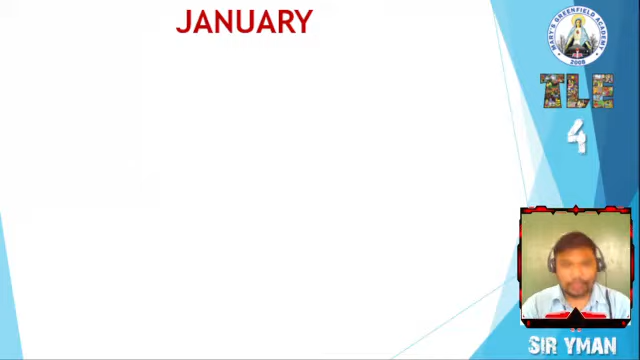 JANUARY
MARY'S GREENFIELD ACADEMY
2008
TLE
4
SIR YMAN